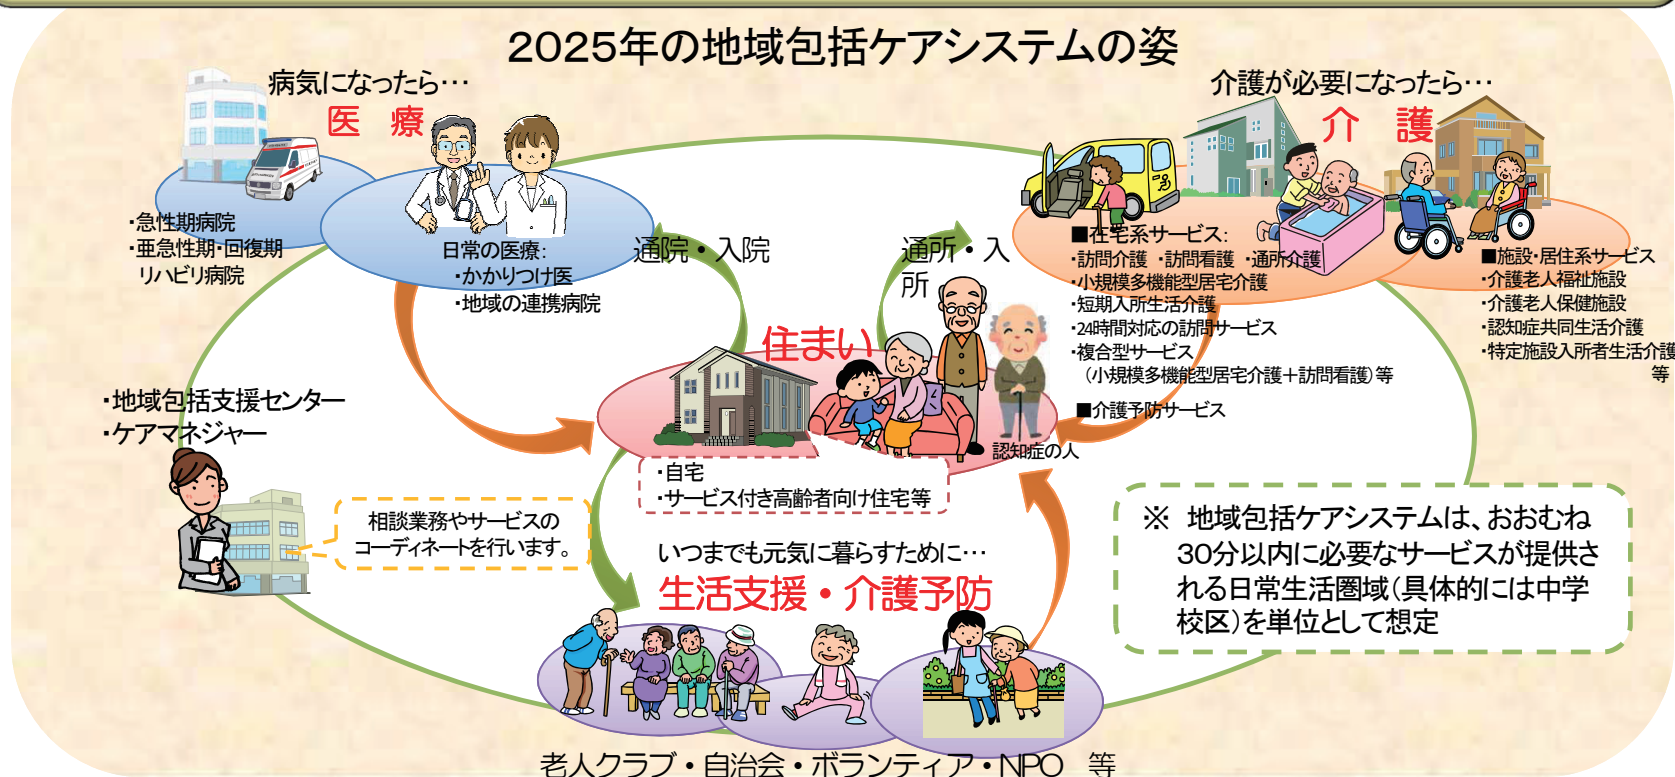 2025年の地域包括ケアシステムの姿
病気になったら…
医 療
・急性期病院
・亜急性期・回復期
リハビリ病院
日常の医療:
・かかりつけ医
・地域の連携病院
通院・入院
通所・入
所
介護が必要になったら…
介 護
■在宅系サービス:
・訪問介護 ・訪問看護 ・通所介護
・小規模多機能型居宅介護
・短期入所生活介護
・24時間対応の訪問サービス
・複合型サービス
(小規模多機能型居宅介護+訪問看護)等
■介護予防サービス
■施設・居住系サービス
・介護老人福祉施設
・介護老人保健施設
・認知症共同生活介護
・特定施設入所者生活介護
等
住まい
認知症の人
・自宅
・サービス付き高齢者向け住宅等
・地域包括支援センター
・ケアマネジャー
相談業務やサービスの
コーディネートを行います。
いつまでも元気に暮らすために…
生活支援・介護予防
老人クラブ・自治会・ボランティア・NPO 等
※ 地域包括ケアシステムは、おおむね
30分以内に必要なサービスが提供さ
れる日常生活圏域(具体的には中学
校区)を単位として想定